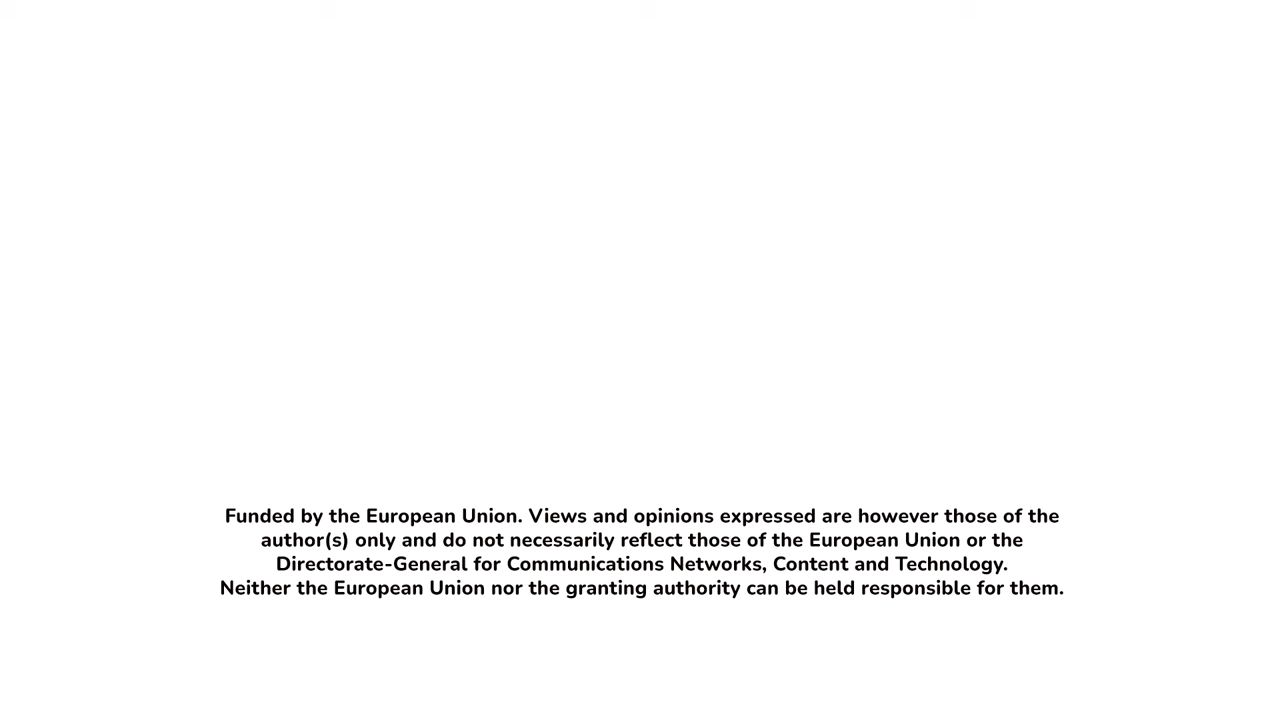 Funded by the European Union. Views and opinions expressed are however those of the
author(s) only and do not necessarily reflect those of the European Union or the
Directorate-General for Communications Networks, Content and Technology.
Neither the European Union nor the granting authority can be held responsible for them.